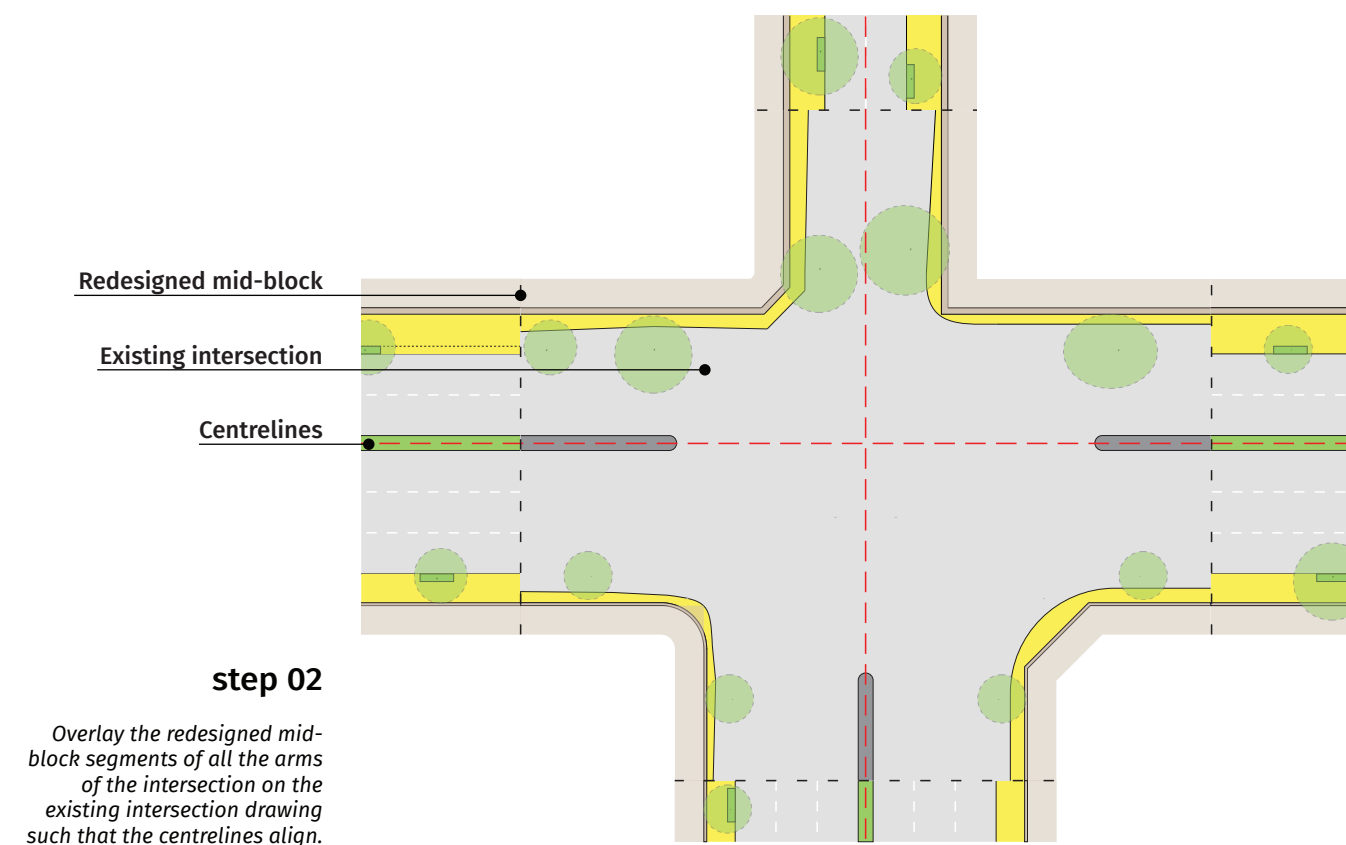 Redesigned mid-block
Existing intersection
Centrelines
step 02
Overlay the redesigned mid-
block segments of all the arms
of the intersection on the
existing intersection drawing
such that the centrelines align.